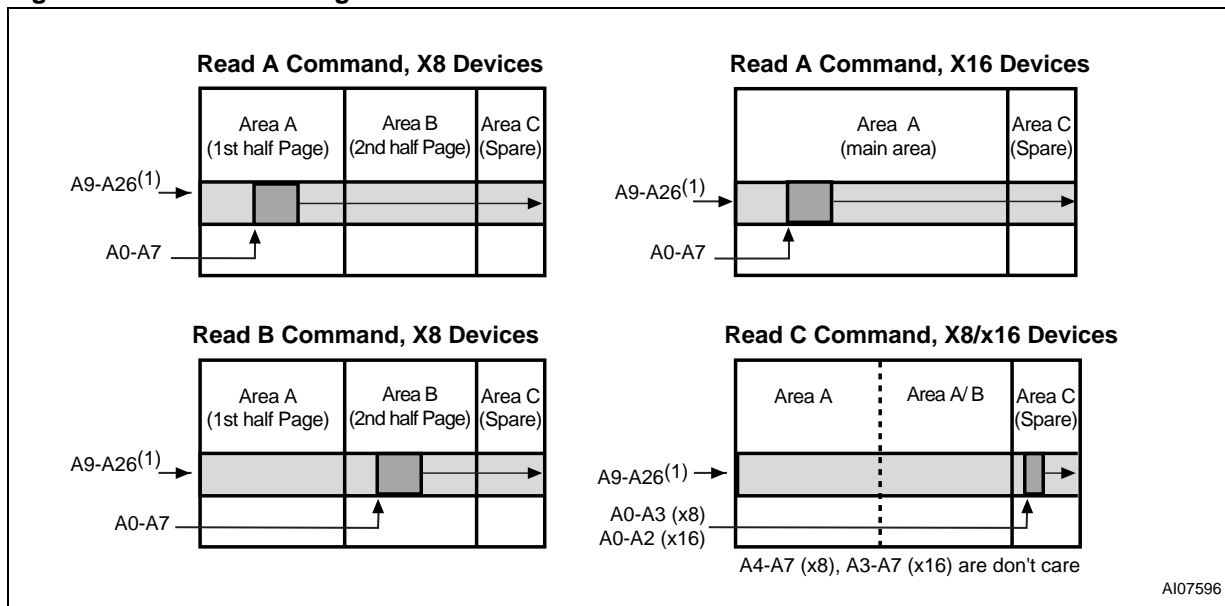 Read A Command, X8 Devices
Area A
(1st half Page)
Area B
(2nd half Page)
Area C
(Spare)
A9-A26(1)
A0-A7
Read A Command, X16 Devices
Area A
(main area)
Area C
(Spare)
A9-A26(1)
A0-A7
Read B Command, X8 Devices
Area A
(1st half Page)
Area B
(2nd half Page)
Area C
(Spare)
A9-A26(1)
A0-A7
Read C Command, X8/x16 Devices
Area A
Area A/ B
Area C
(Spare)
A9-A26(1)
A0-A3 (x8)
A0-A2 (x16)
A4-A7 (x8), A3-A7 (x16) are don't care
AI07596